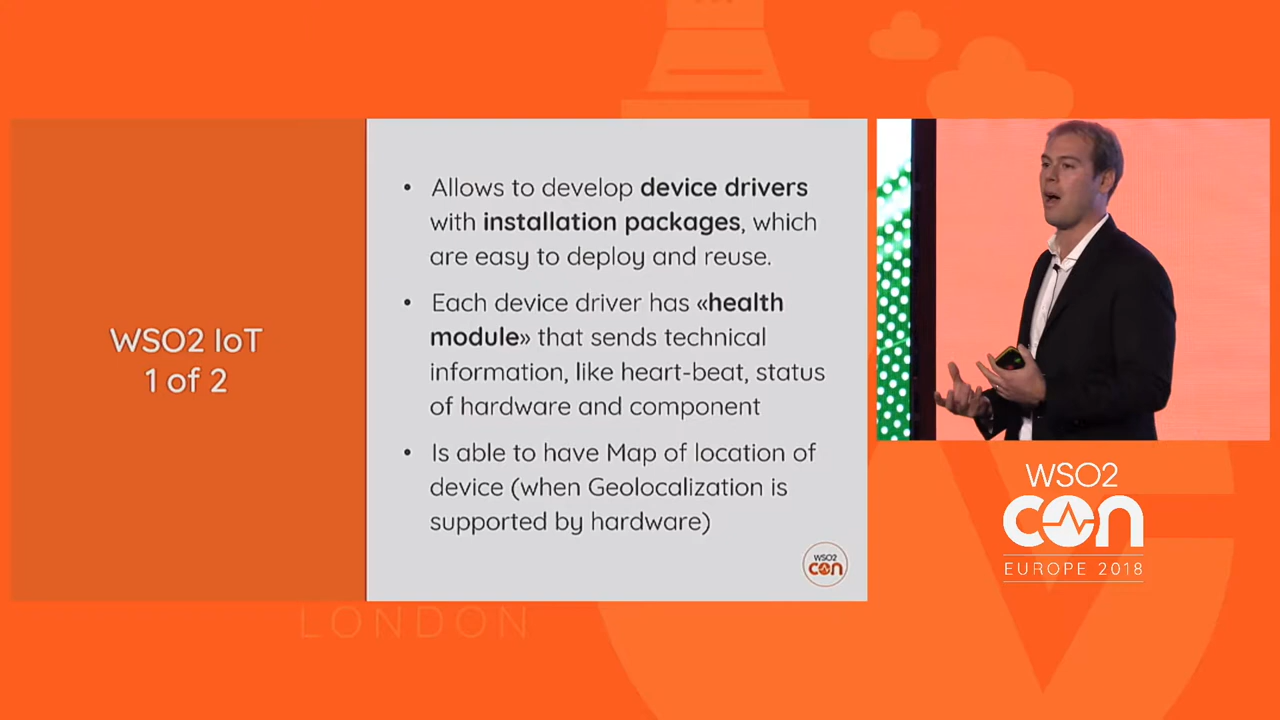 WSO2 IoT
1 of 2
• Allows to develop device drivers
with installation packages, which
are easy to deploy and reuse.
• Each device driver has «health
module» that sends technical
information, like heart-beat, status
of hardware and component
• Is able to have Map of location of
device (when Geolocalization is
supported by hardware)
WSO2
CON
WSO2
CON
EUROPE 2018
LONDON